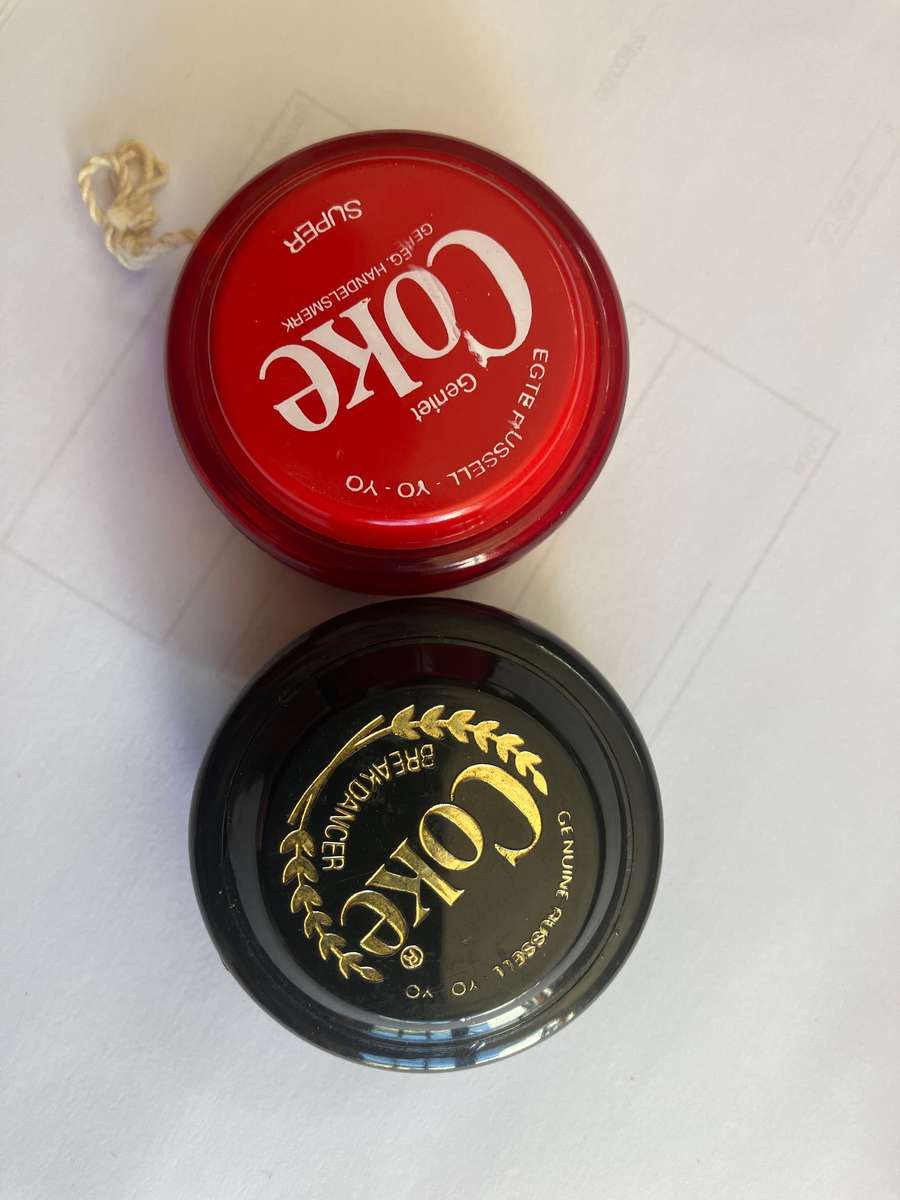 EGTE RUSSELL · YO - YO
Geniet
Coke
GEREG. HANDELSMERK
SUPER
GENUINE RUSSELL · YO · YO
Coke®
BREAKDANCER